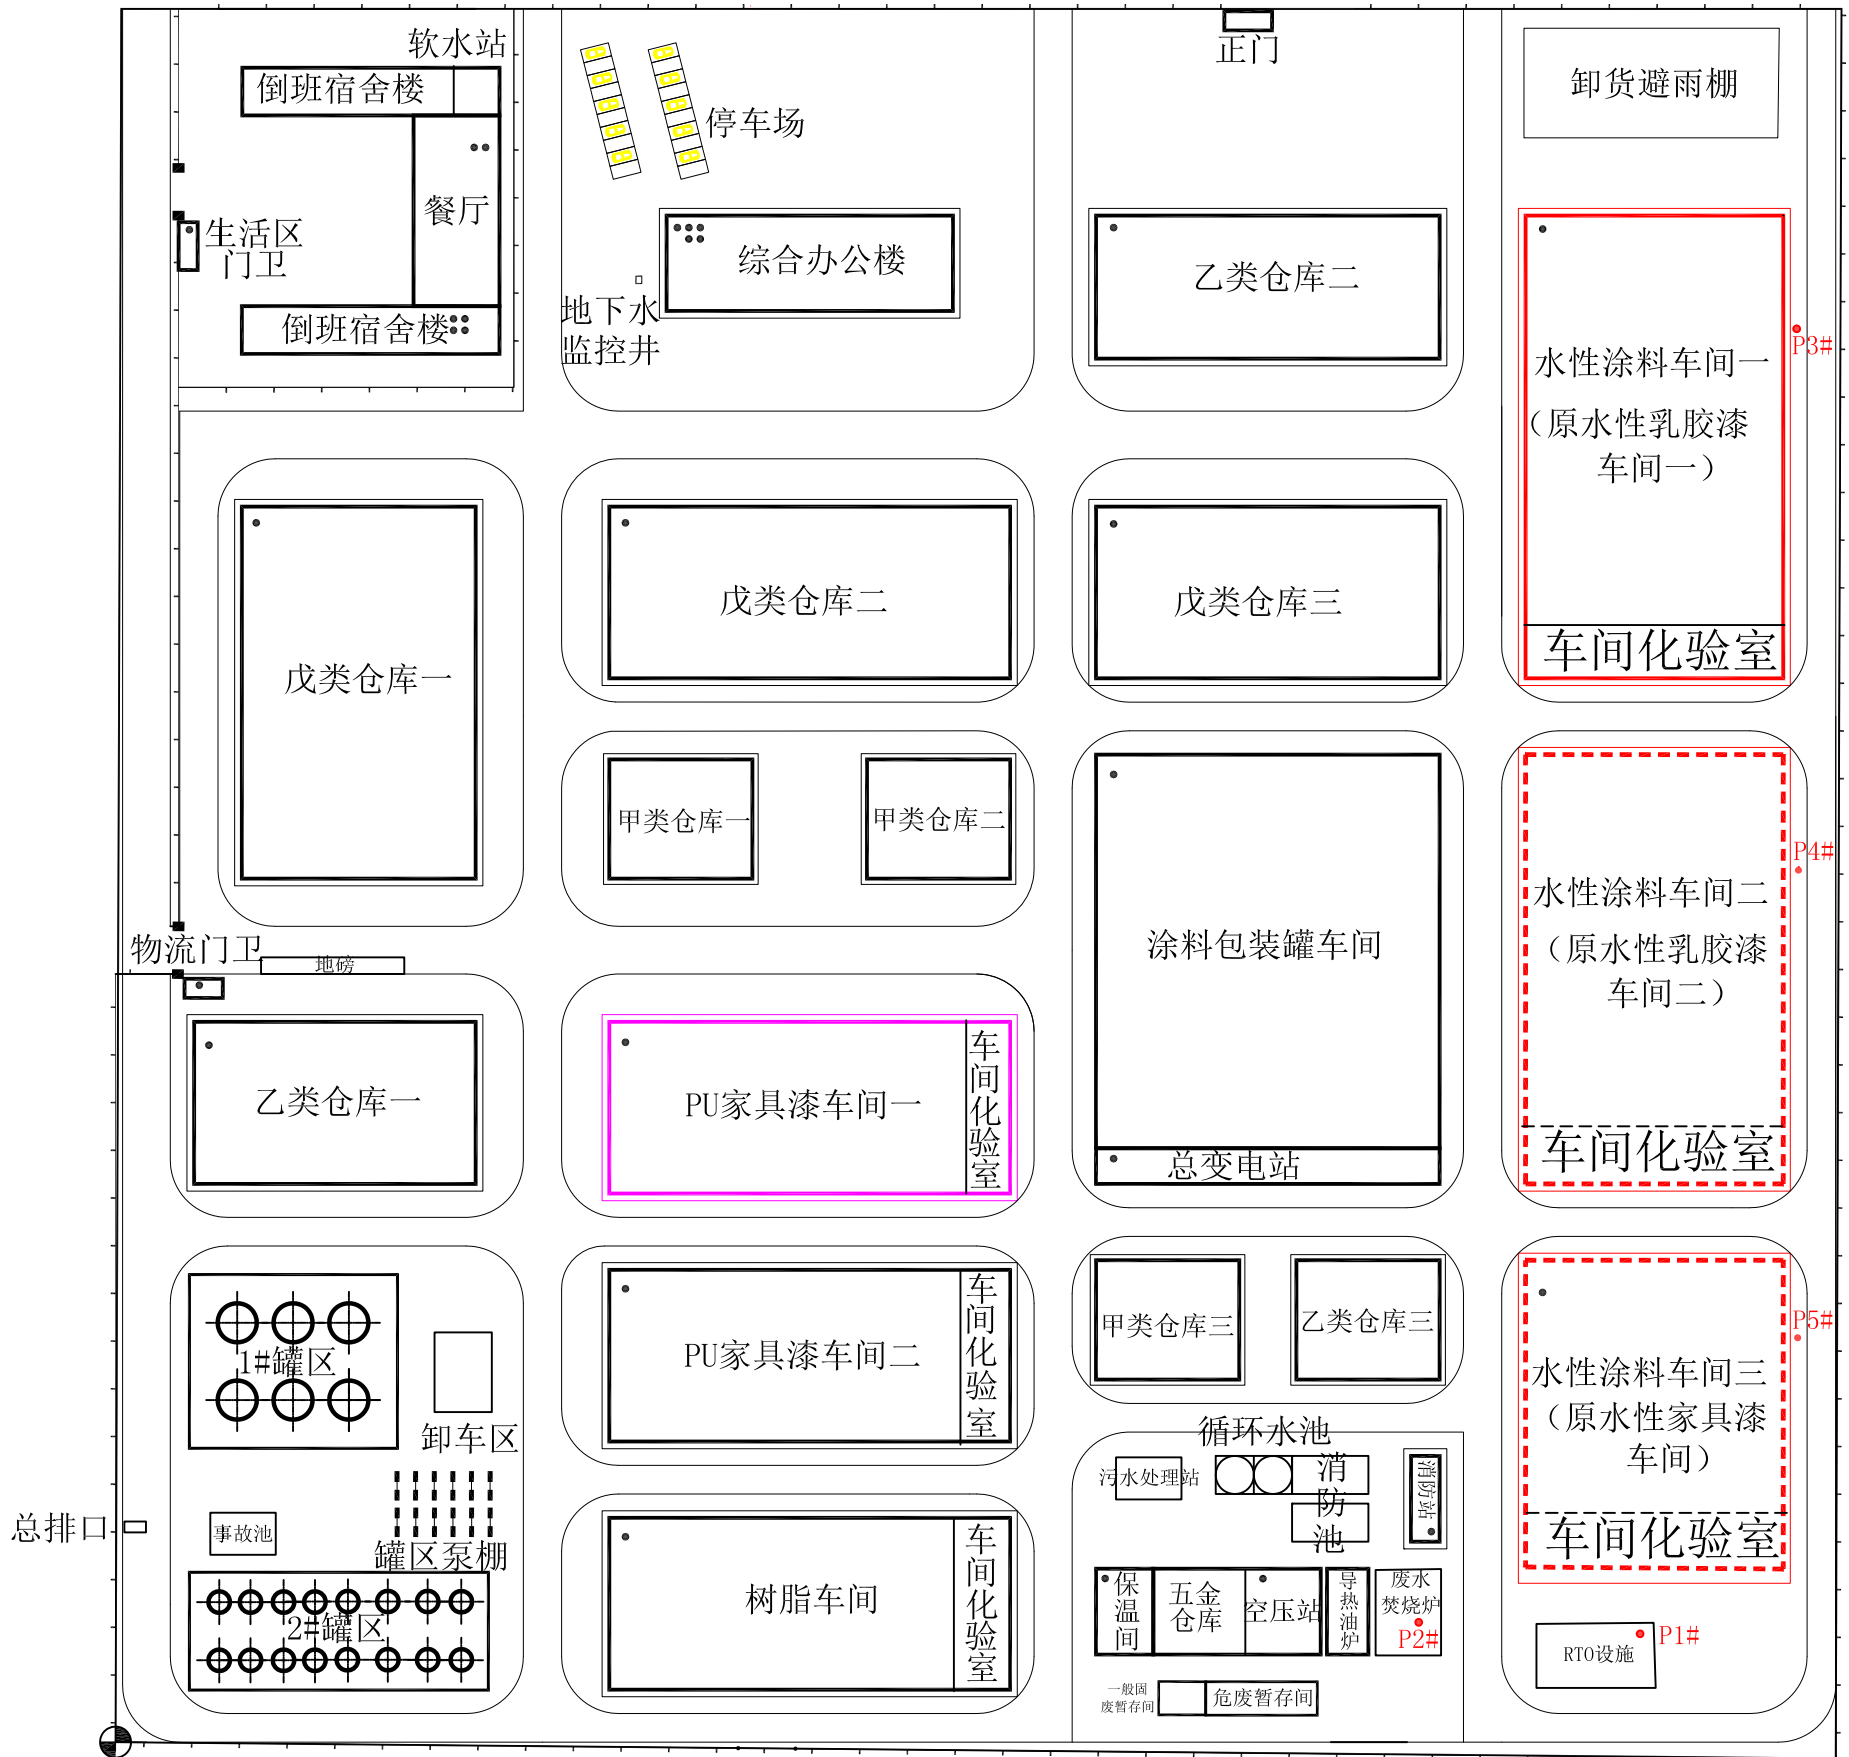 软水站
正门
倒班宿舍楼
停车场
卸货避雨棚
餐厅
生活区
门卫
综合办公楼
乙类仓库二
地下水
监控井
倒班宿舍楼
P3#
水性涂料车间一
（原水性乳胶漆
车间一）
戊类仓库一
戊类仓库二
戊类仓库三
车间化验室
甲类仓库一
甲类仓库二
涂料包装罐车间
P4#
水性涂料车间二
（原水性乳胶漆
车间二）
物流门卫
地磅
乙类仓库一
PU家具漆车间一
车间化验室
总变电站
车间化验室
1#罐区
卸车区
PU家具漆车间二
车间化验室
甲类仓库三
乙类仓库三
P5#
水性涂料车间三
（原水性家具漆
车间）
循环水池
污水处理站
消防池
消防站
总排口
事故池
罐区泵棚
车间化验室
2#罐区
树脂车间
车间化验室
保温间
五金
仓库
空压站
导热油炉
废水
焚烧炉
P2#
P1#
RTO设施
一般固
废暂存间
危废暂存间